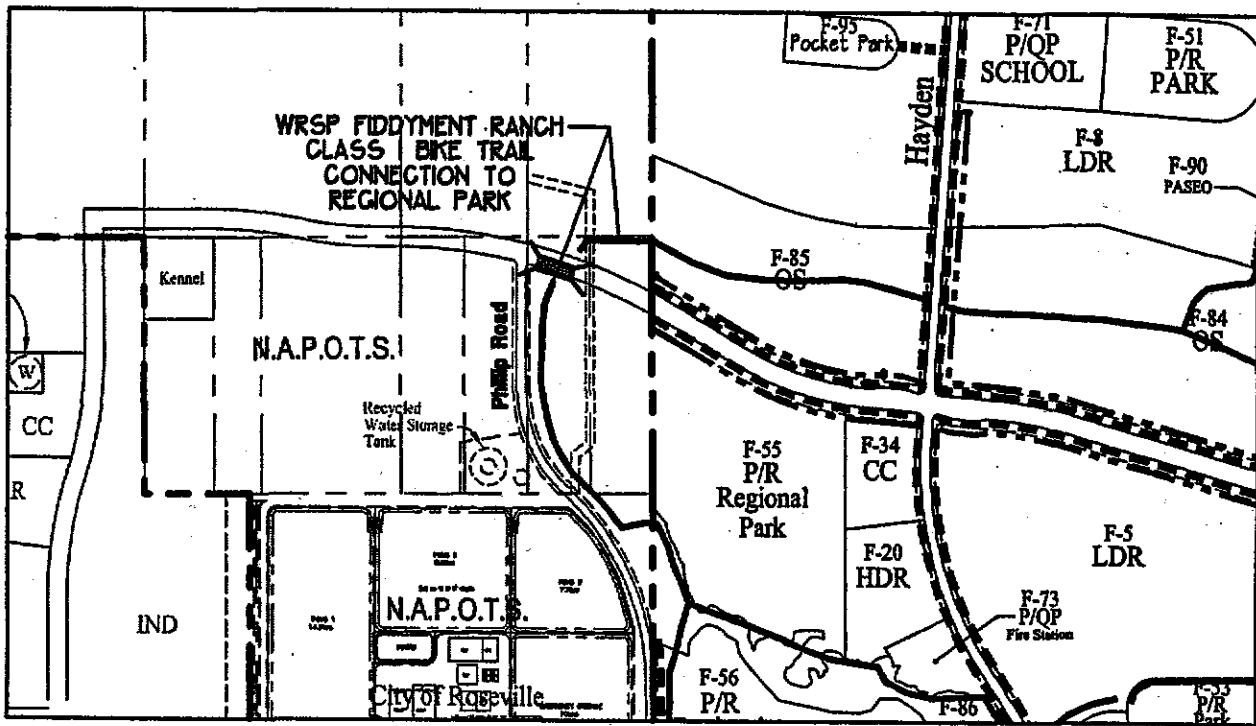 F-95
Pocket Park
F-71
P/QP
SCHOOL
F-51
P/R
PARK
Hayden
WRSP FIDDYMENT RANCH
CLASS BIKE TRAIL
CONNECTION TO
REGIONAL PARK
F-8
LDR
F-90
PASEO
Kennel
F-85
OS
F-84
OS
N.A.P.O.T.S.
Phillip Road
W
CC
Recycled
Water Storage
Tank
R
F-55
P/R
Regional
Park
F-34
CC
F-5
LDR
F-20
HDR
F-73
P/QP
Fire Station
IND
N.A.P.O.T.S.
City of Roseville
F-56
P/R
F-86
F-53
P/R
Park